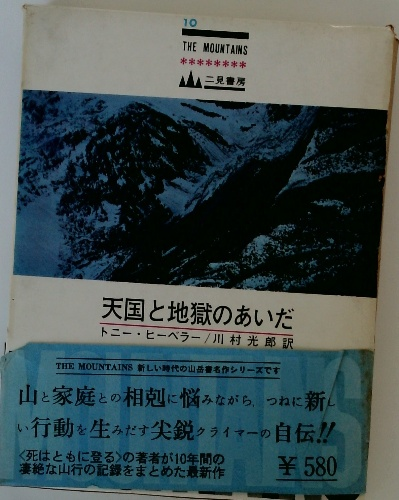 10
THE MOUNTAINS
********
二見書房
天国と地獄のあいだ
トニー・ヒーベラー/川村光郎 訳
THE MOUNTAINS 新しい時代の山岳書名作シリーズです
山と家庭との相剋に悩みながら、つねに新し
い行動を生みだす尖鋭クライマーの自伝!!
〈死はともに登る〉の著者が10年間の
凄絶な山行の記録をまとめた最新作
¥580